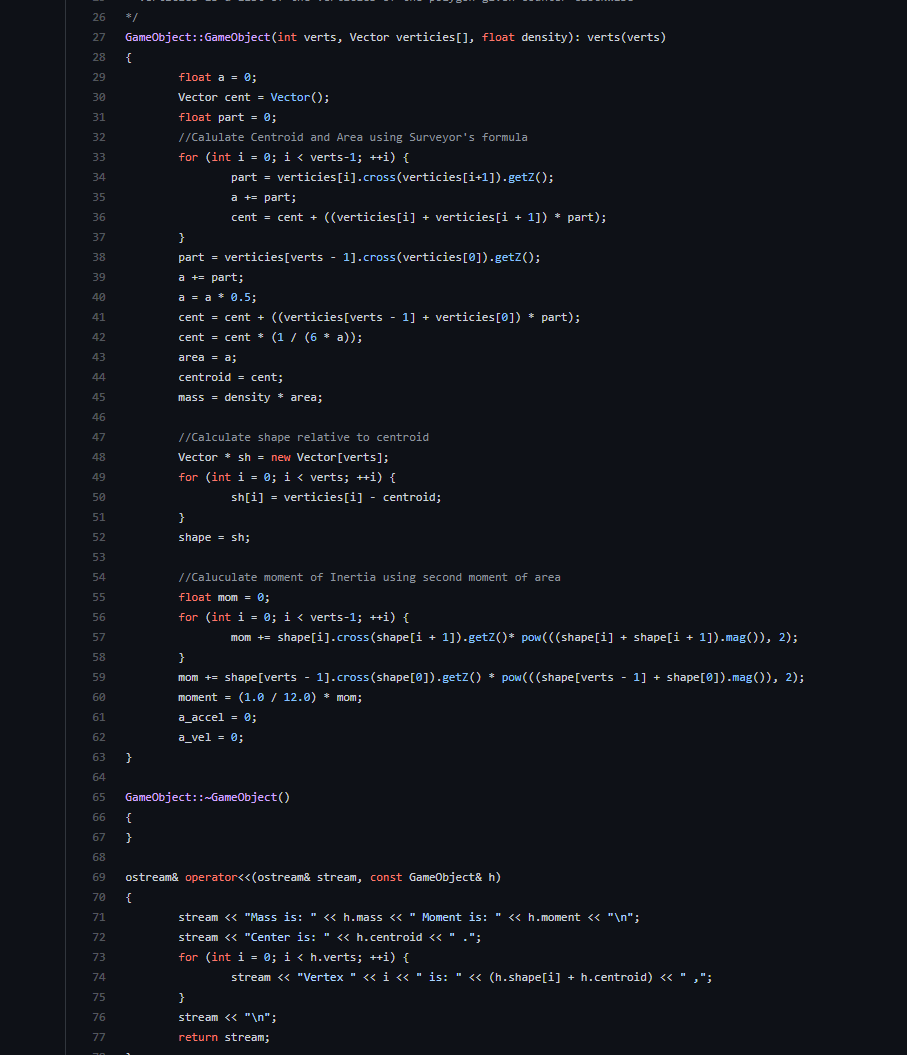 26 */
27 GameObject::GameObject(int verts, Vector verticies[], float density): verts(verts)
28 {
29 float a = 0;
30 Vector cent = Vector();
31 float part = 0;
32 //Calulate Centroid and Area using Surveyor's formula
33 for (int i = 0; i < verts-1; ++i) {
34 part = verticies[i].cross(verticies[i+1]).getZ();
35 a += part;
36 cent = cent + ((verticies[i] + verticies[i + 1]) * part);
37 }
38 part = verticies[verts - 1].cross(verticies[0]).getZ();
39 a += part;
40 a = a * 0.5;
41 cent = cent + ((verticies[verts - 1] + verticies[0]) * part);
42 cent = cent * (1 / (6 * a));
43 area = a;
44 centroid = cent;
45 mass = density * area;
46
47 //Calculate shape relative to centroid
48 Vector * sh = new Vector[verts];
49 for (int i = 0; i < verts; ++i) {
50 sh[i] = verticies[i] - centroid;
51 }
52 shape = sh;
53
54 //Caluculate moment of Inertia using second moment of area
55 float mom = 0;
56 for (int i = 0; i < verts-1; ++i) {
57 mom += shape[i].cross(shape[i + 1]).getZ()* pow(((shape[i] + shape[i + 1]).mag()), 2);
58 }
59 mom += shape[verts - 1].cross(shape[0]).getZ() * pow(((shape[verts - 1] + shape[0]).mag()), 2);
60 moment = (1.0 / 12.0) * mom;
61 a_accel = 0;
62 a_vel = 0;
63 }
64
65 GameObject::~GameObject()
66 {
67 }
68
69 ostream& operator<<(ostream& stream, const GameObject& h)
70 {
71 stream << "Mass is: " << h.mass << " Moment is: " << h.moment << "\n";
72 stream << "Center is: " << h.centroid << " .";
73 for (int i = 0; i < h.verts; ++i) {
74 stream << "Vertex " << i << " is: " << (h.shape[i] + h.centroid) << " ,";
75 }
76 stream << "\n";
77 return stream;